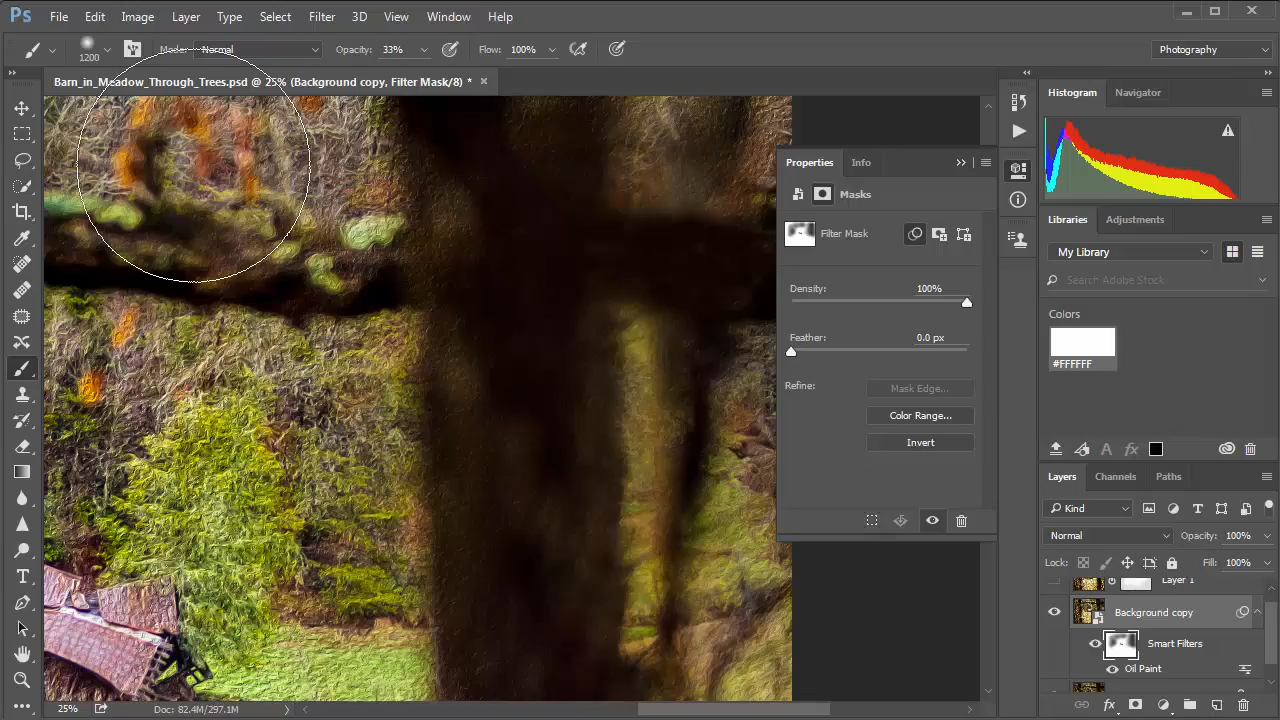 Ps File Edit Image Layer Type Select Filter 3D View Window Help
1200 Mode: Normal Opacity: 33% Flow: 100% Photography
Barn_in_Meadow_Through_Trees.psd @ 25% (Background copy, Filter Mask/8) * ×
Histogram Navigator
Properties Info
Masks
Filter Mask
Density: 100%
Feather: 0.0 px
Refine: Mask Edge...
Color Range...
Invert
Libraries Adjustments
My Library
Search Adobe Stock
Colors
#FFFFFF
Layers Channels Paths
Kind
Normal Opacity: 100%
Lock: Fill: 100%
Layer 1
Background copy
Smart Filters
Oil Paint
25% Doc: 82.4M/297.1M